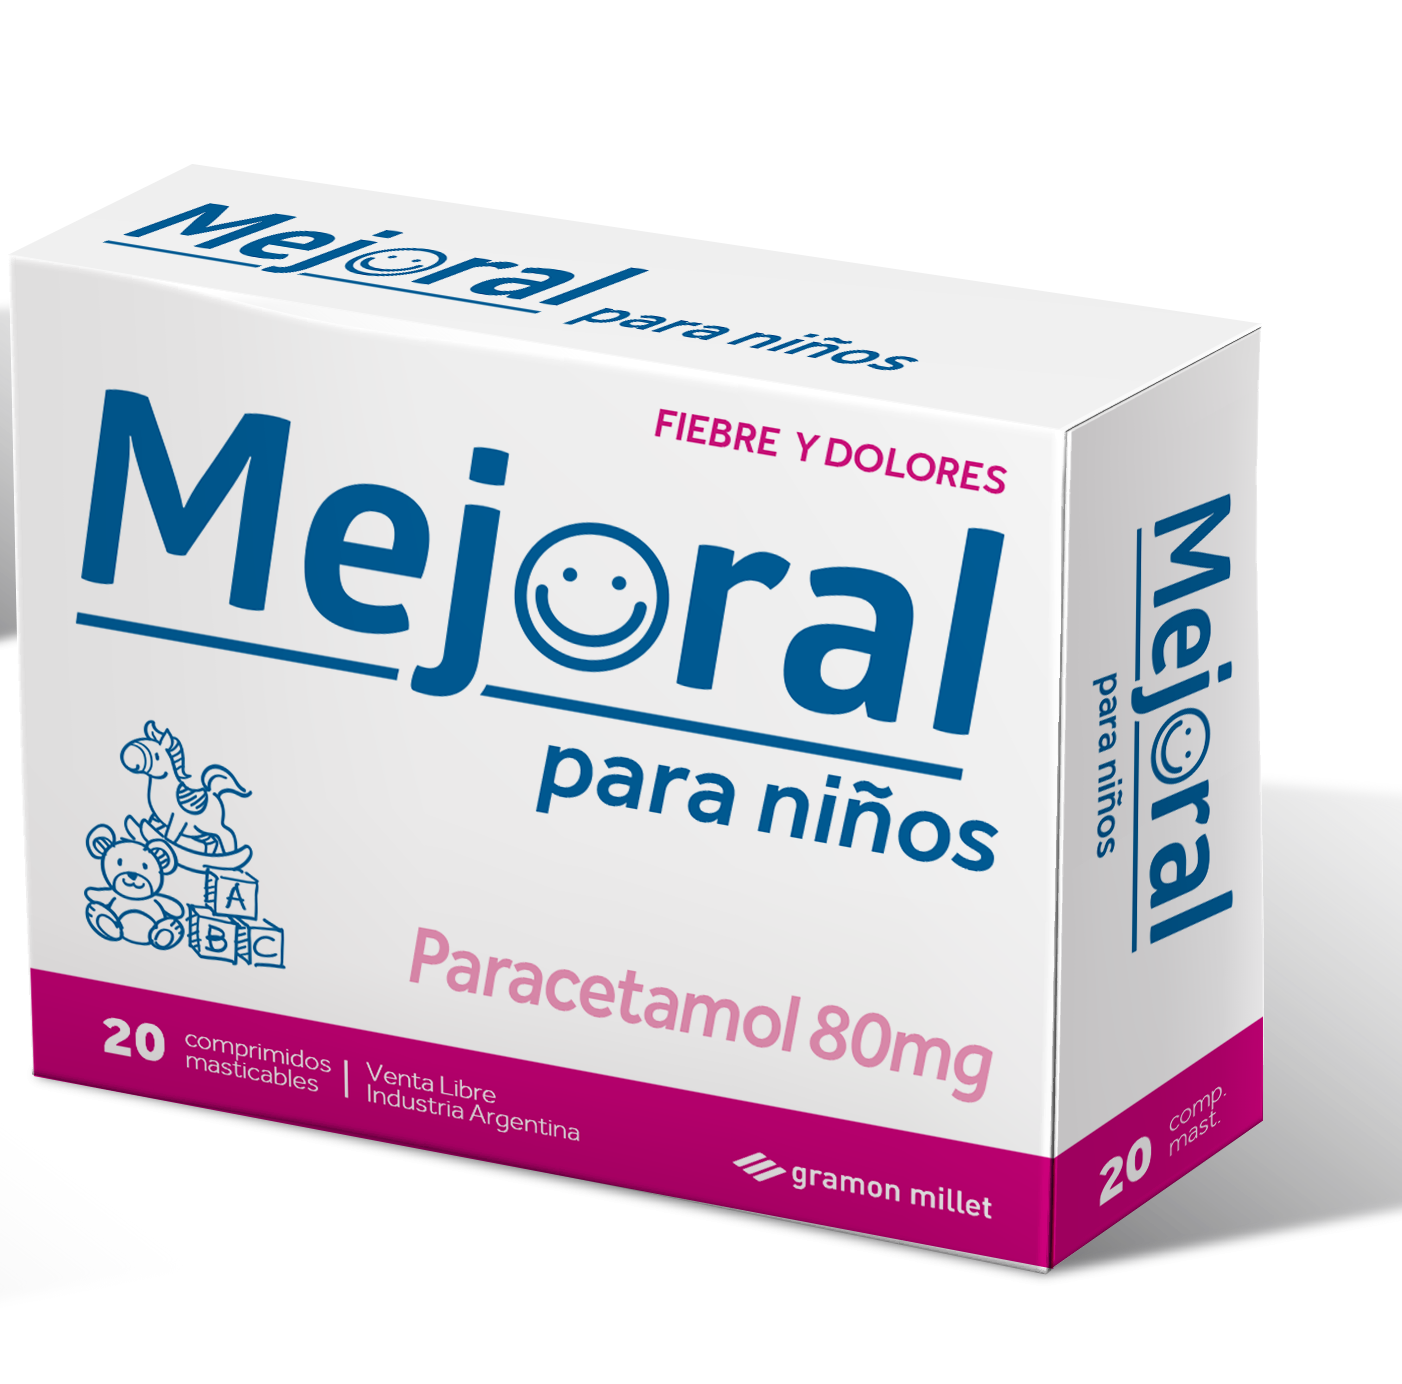 Mejoral para niños
FIEBRE Y DOLORES
Mejoral
para niños
A
B C
Paracetamol 80mg
20 comprimidos
masticables
Venta Libre
Industria Argentina
gramon millet
Mejoral
para niños
20 comp.
mast.